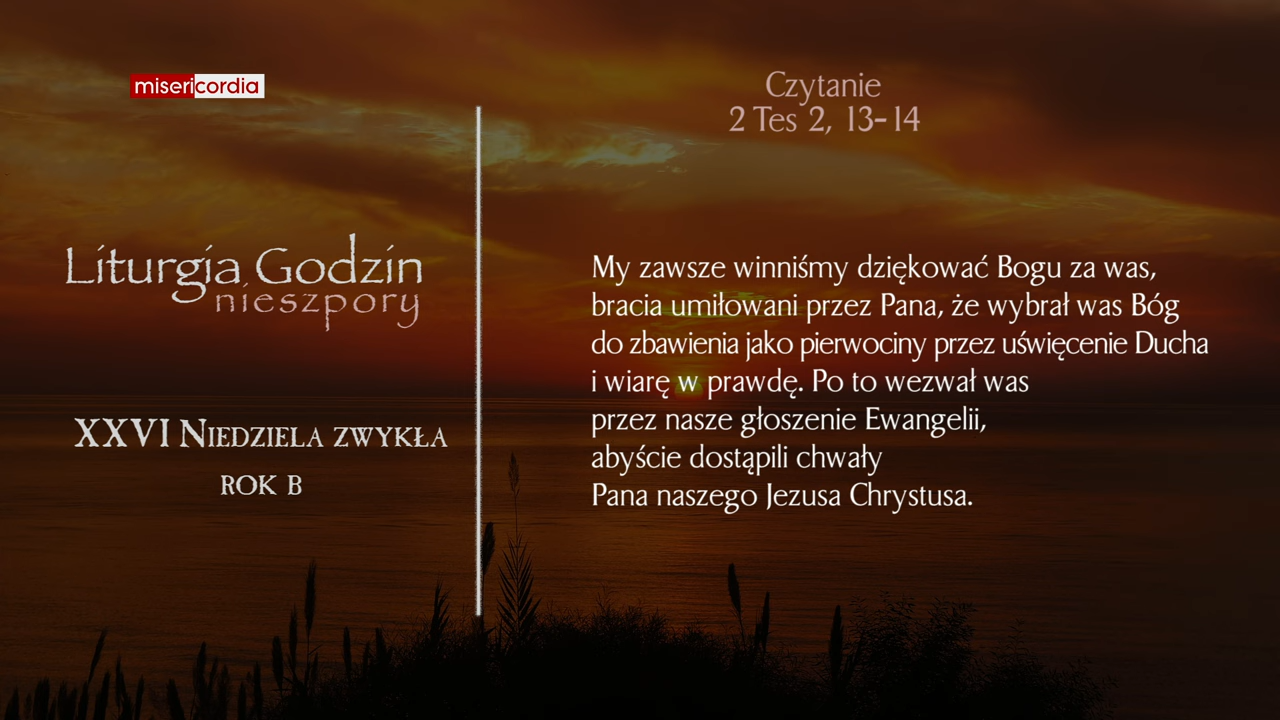 misericordia
Liturgia Godzin
nieszpory
XXVI Niedziela zwykła
rok B
Czytanie
2 Tes 2, 13-14
My zawsze winniśmy dziękować Bogu za was,
bracia umiłowani przez Pana, że wybrał was Bóg
do zbawienia jako pierwociny przez uświęcenie Ducha
i wiarę w prawdę. Po to wezwał was
przez nasze głoszenie Ewangelii,
abyście dostąpili chwały
Pana naszego Jezusa Chrystusa.